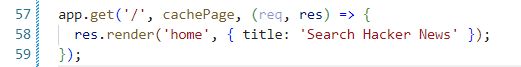 57 app.get('/', cachePage, (req, res) => {
58   res.render('home', { title: 'Search Hacker News' });
59 });